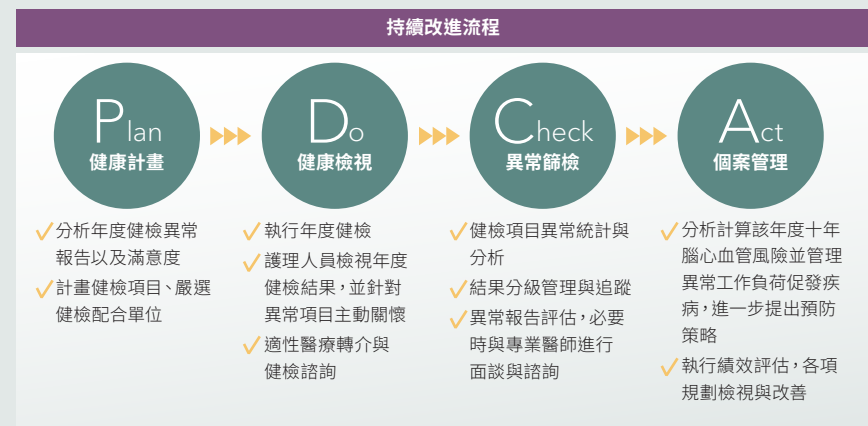 持續改進流程
Plan
健康計畫
分析年度健檢異常
報告以及滿意度
計畫健檢項目、嚴選
健檢配合單位
Do
健康檢視
執行年度健檢
護理人員檢視年度
健檢結果，並針對
異常項目主動關懷
適性醫療轉介與
健檢諮詢
Check
異常篩檢
健檢項目異常統計與
分析
結果分級管理與追蹤
異常報告評估，必要
時與專業醫師進行
面談與諮詢
Act
個案管理
分析計算該年度十年
腦心血管風險並管理
異常工作負荷促發疾
病，進一步提出預防
策略
執行績效評估，各項
規劃檢視與改善